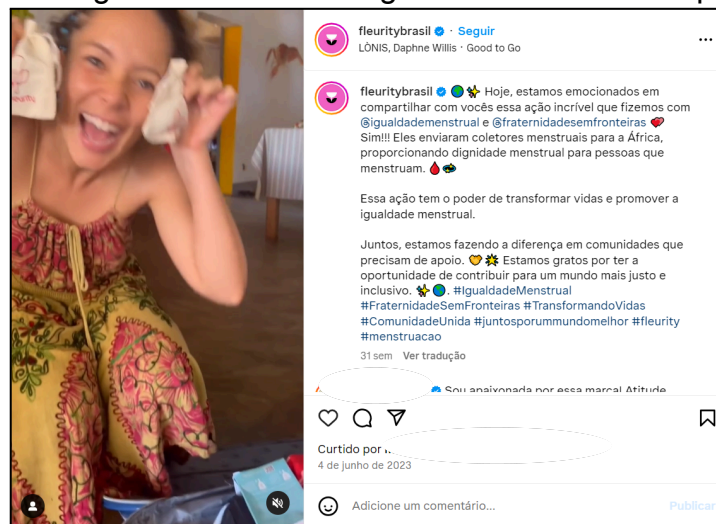 fleuritybrasil · Seguir
LÒNIS, Daphne Willis · Good to Go
fleuritybrasil 🌍✨ Hoje, estamos emocionados em
compartilhar com vocês essa ação incrível que fizemos com
@igualdademenstrual e @fraternidadesemfronteiras 💕
Sim!!! Eles enviaram coletores menstruais para a África,
proporcionando dignidade menstrual para pessoas que
menstruam. 🩸
Essa ação tem o poder de transformar vidas e promover a
igualdade menstrual.
Juntos, estamos fazendo a diferença em comunidades que
precisam de apoio. 🧡🌟 Estamos gratos por ter a
oportunidade de contribuir para um mundo mais justo e
inclusivo. ✨🌍. #IgualdadeMenstrual
#FraternidadeSemFronteiras #TransformandoVidas
#ComunidadeUnida #juntosporummundomelhor #fleurity
#menstruacao
31 sem Ver tradução
Sou apaixonada por essa marca! Atitude
Curtido por
4 de junho de 2023
Adicione um comentário...
Publicar